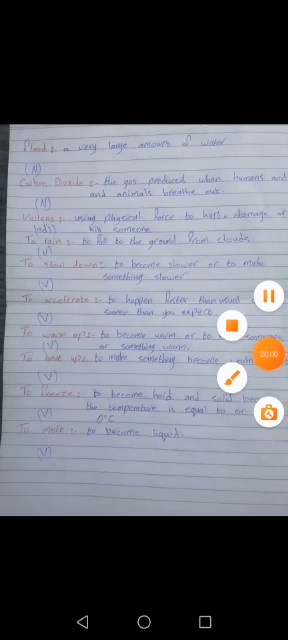 Flood: a very large amount of water
(N)
Carbon Dioxide:- the gas produced when humans and
and animals breathe out.
(N)
Violens: using physical force to hurt, damage or
(adj) kill someone.
To rain: to fall to the ground from clouds.
(V)
To slow down: to become slower or to make
something slower
(V)
To accelerate:- to happen faster than usual
sooner than you expect
(V)
To warm up: to become warm or to
(V) or something warm.
To heat up: to make something become
(V)
To freeze: to become hard and solid
(V) the temperature is equal to or
0°C
To melt: to become liquid.
(V)
20:00